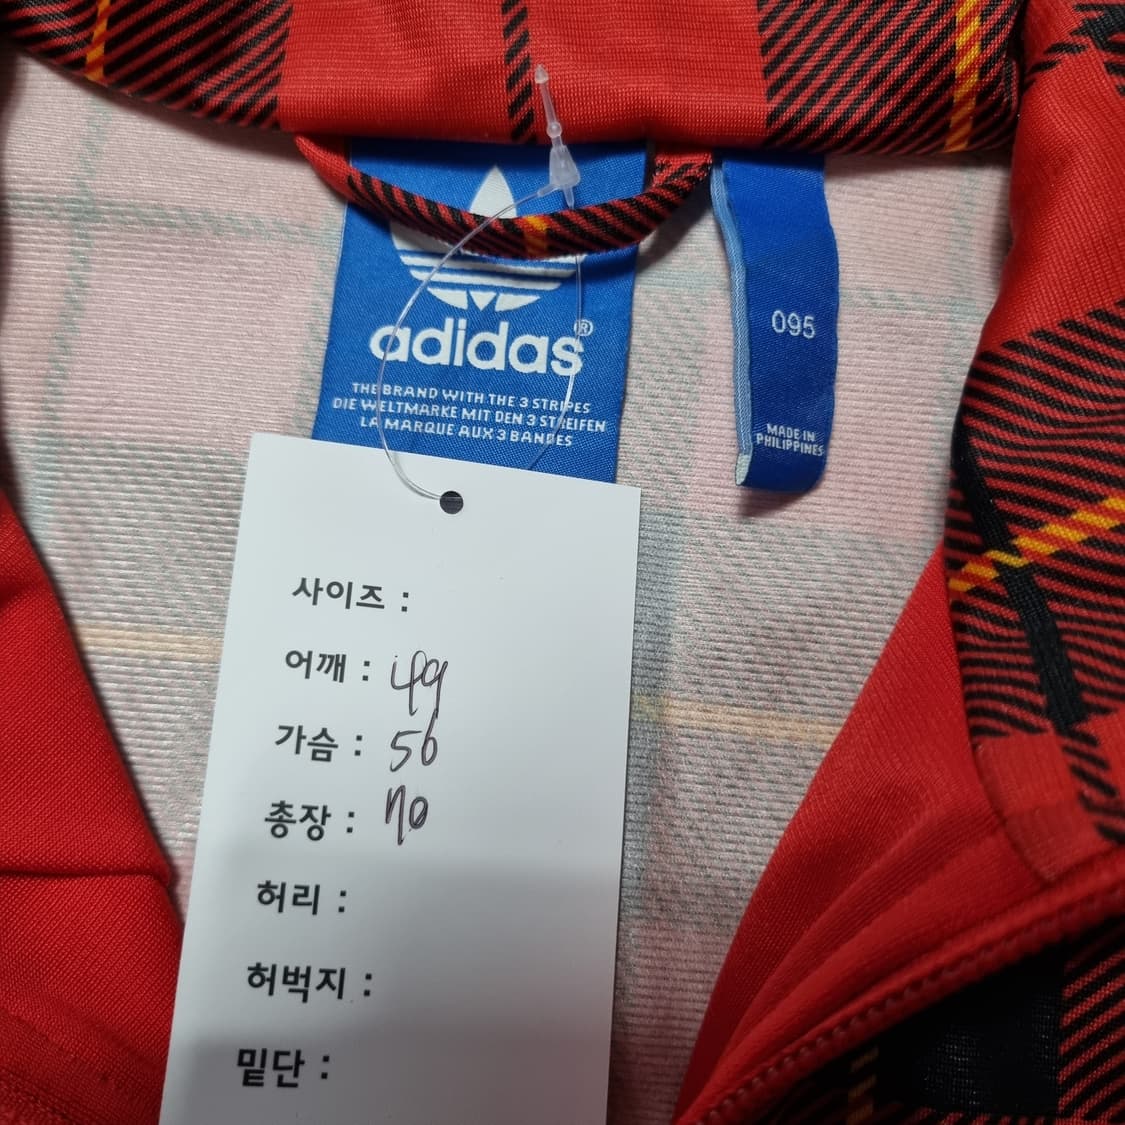 adidas®
THE BRAND WITH THE 3 STRIPES
DIE WELTMARKE MIT DEN 3 STREIFEN
LA MARQUE AUX 3 BANDES
095
MADE IN
PHILIPPINES
사이즈 :
어깨 : 49
가슴 : 56
총장 : 70
허리 :
허벅지 :
밑단 :